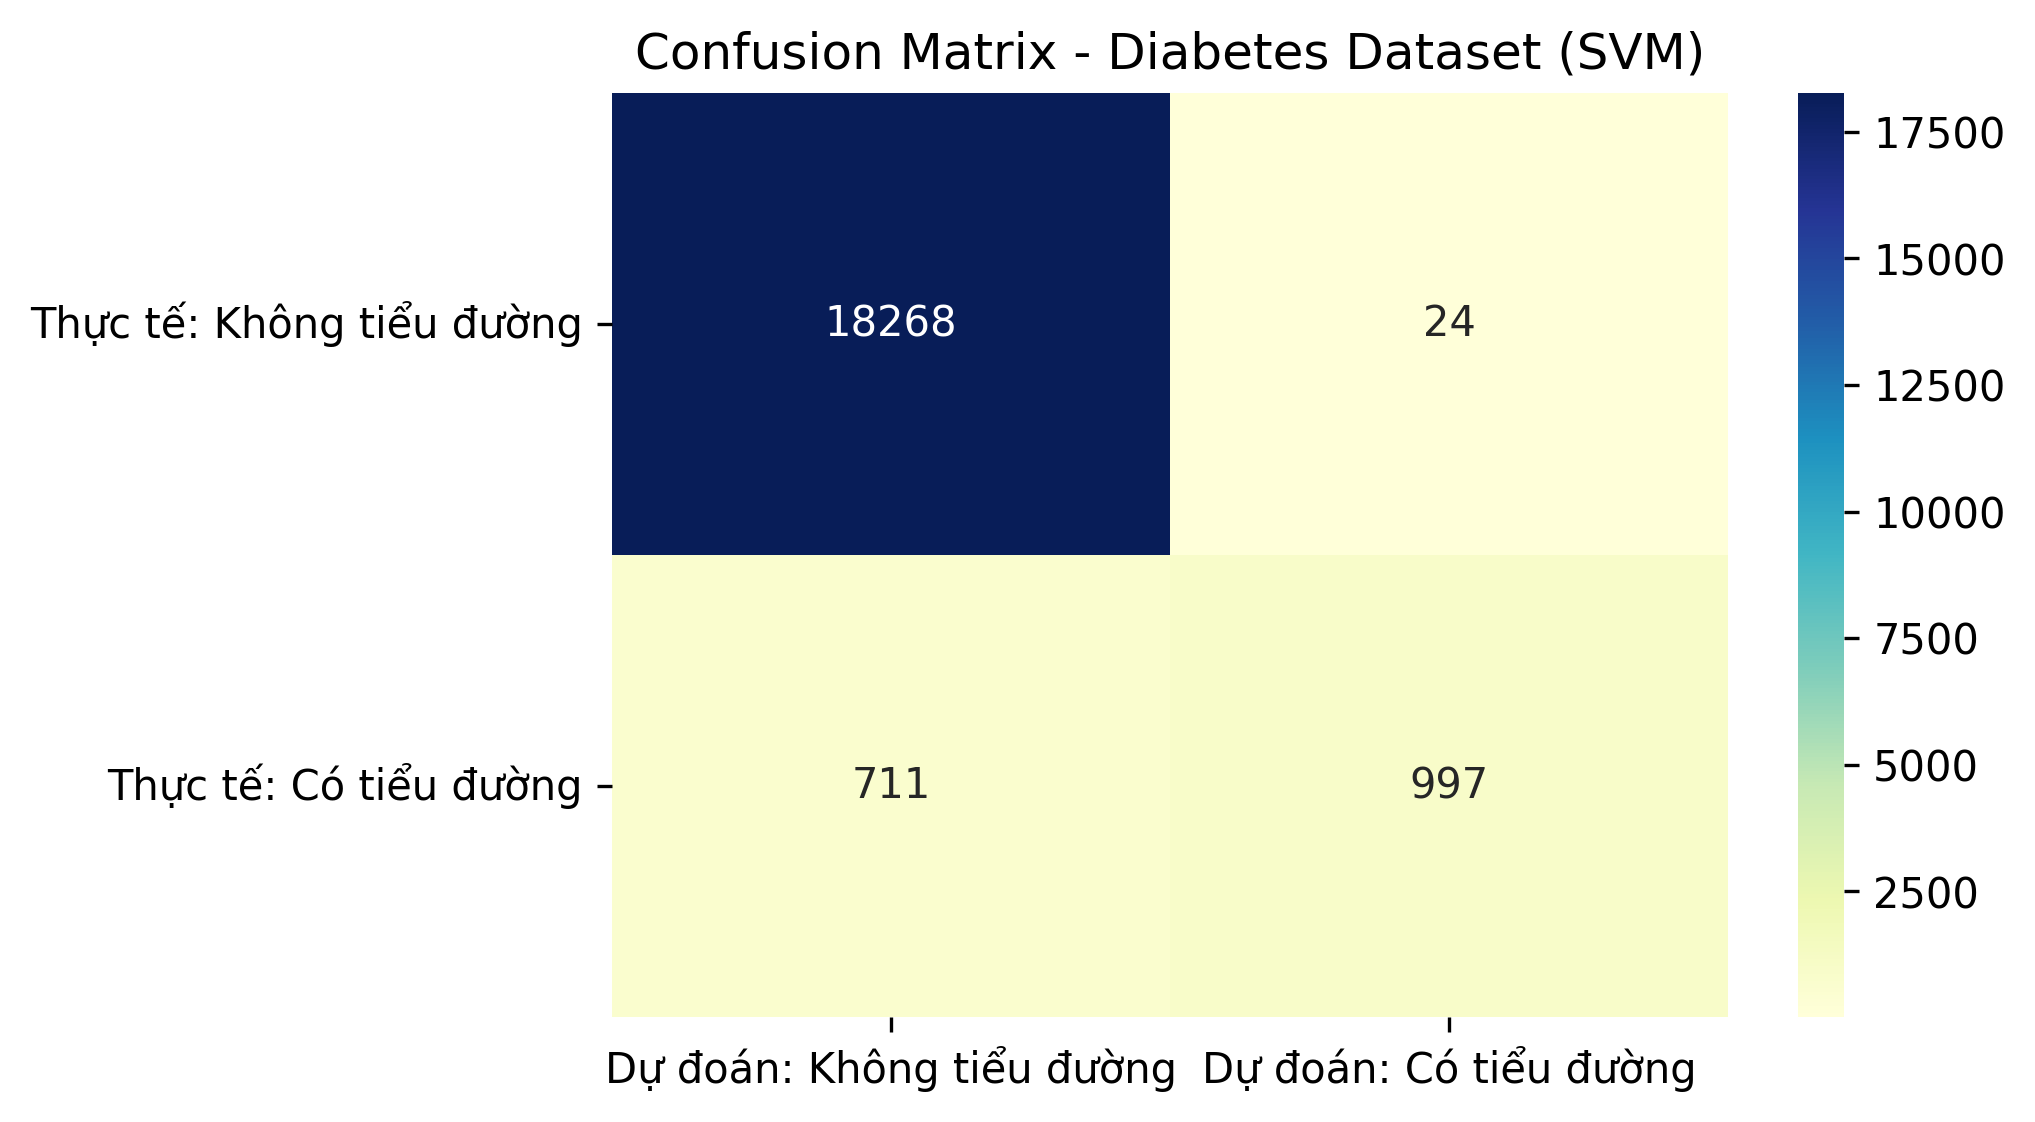 Confusion Matrix - Diabetes Dataset (SVM)
Thực tế: Không tiểu đường
18268
24
Thực tế: Có tiểu đường
711
997
Dự đoán: Không tiểu đường
Dự đoán: Có tiểu đường
17500
15000
12500
10000
7500
5000
2500